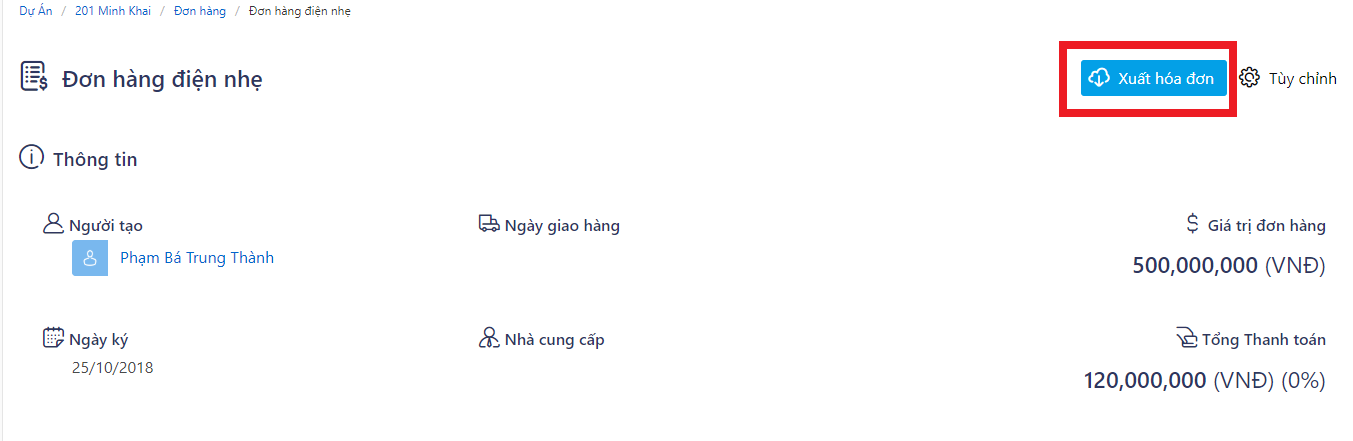 Dự Án / 201 Minh Khai / Đơn hàng / Đơn hàng điện nhẹ
Đơn hàng điện nhẹ
Xuất hóa đơn
Tùy chỉnh
Thông tin
Người tạo
Phạm Bá Trung Thành
Ngày giao hàng
Giá trị đơn hàng
500,000,000 (VNĐ)
Ngày ký
25/10/2018
Nhà cung cấp
Tổng Thanh toán
120,000,000 (VNĐ) (0%)